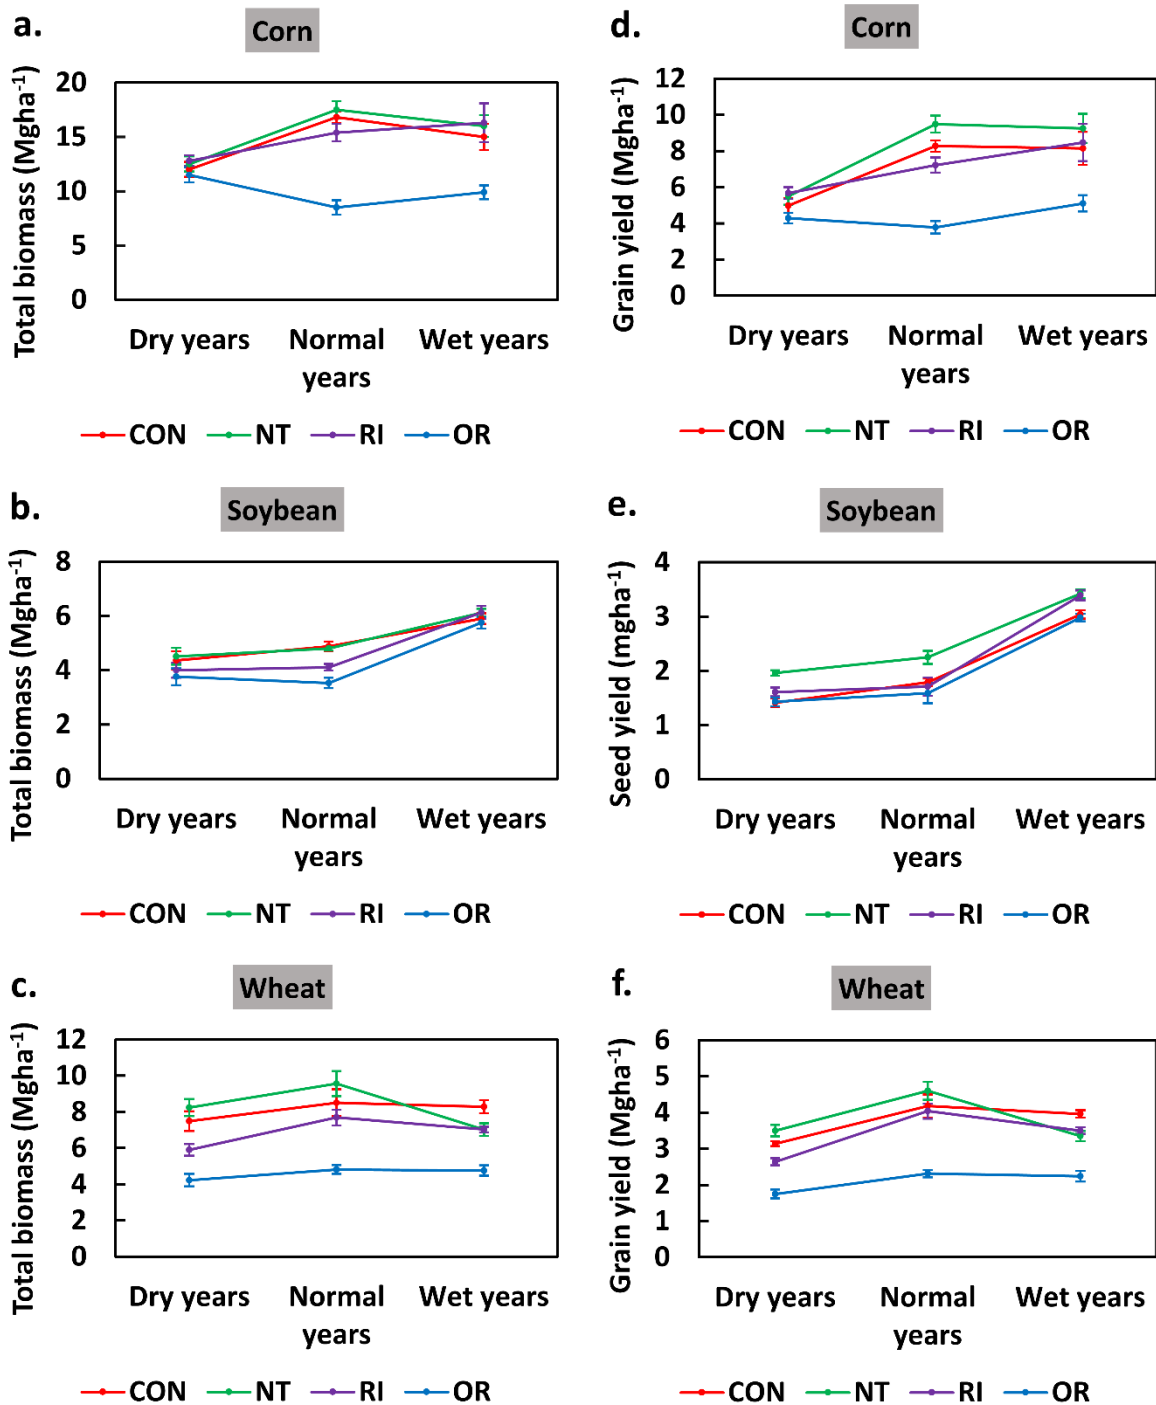 a.
Corn
Total biomass (Mgha⁻¹)
20
15
10
5
0
Dry years
Normal
years
Wet years
CON NT RI OR
d.
Corn
Grain yield (Mgha⁻¹)
12
10
8
6
4
2
0
Dry years
Normal
years
Wet years
CON NT RI OR
b.
Soybean
Total biomass (Mgha⁻¹)
8
6
4
2
0
Dry years
Normal
years
Wet years
CON NT RI OR
e.
Soybean
Seed yield (mgha⁻¹)
4
3
2
1
0
Dry years
Normal
years
Wet years
CON NT RI OR
c.
Wheat
Total biomass (Mgha⁻¹)
12
10
8
6
4
2
0
Dry years
Normal
years
Wet years
CON NT RI OR
f.
Wheat
Grain yield (Mgha⁻¹)
6
5
4
3
2
1
0
Dry years
Normal
years
Wet years
CON NT RI OR